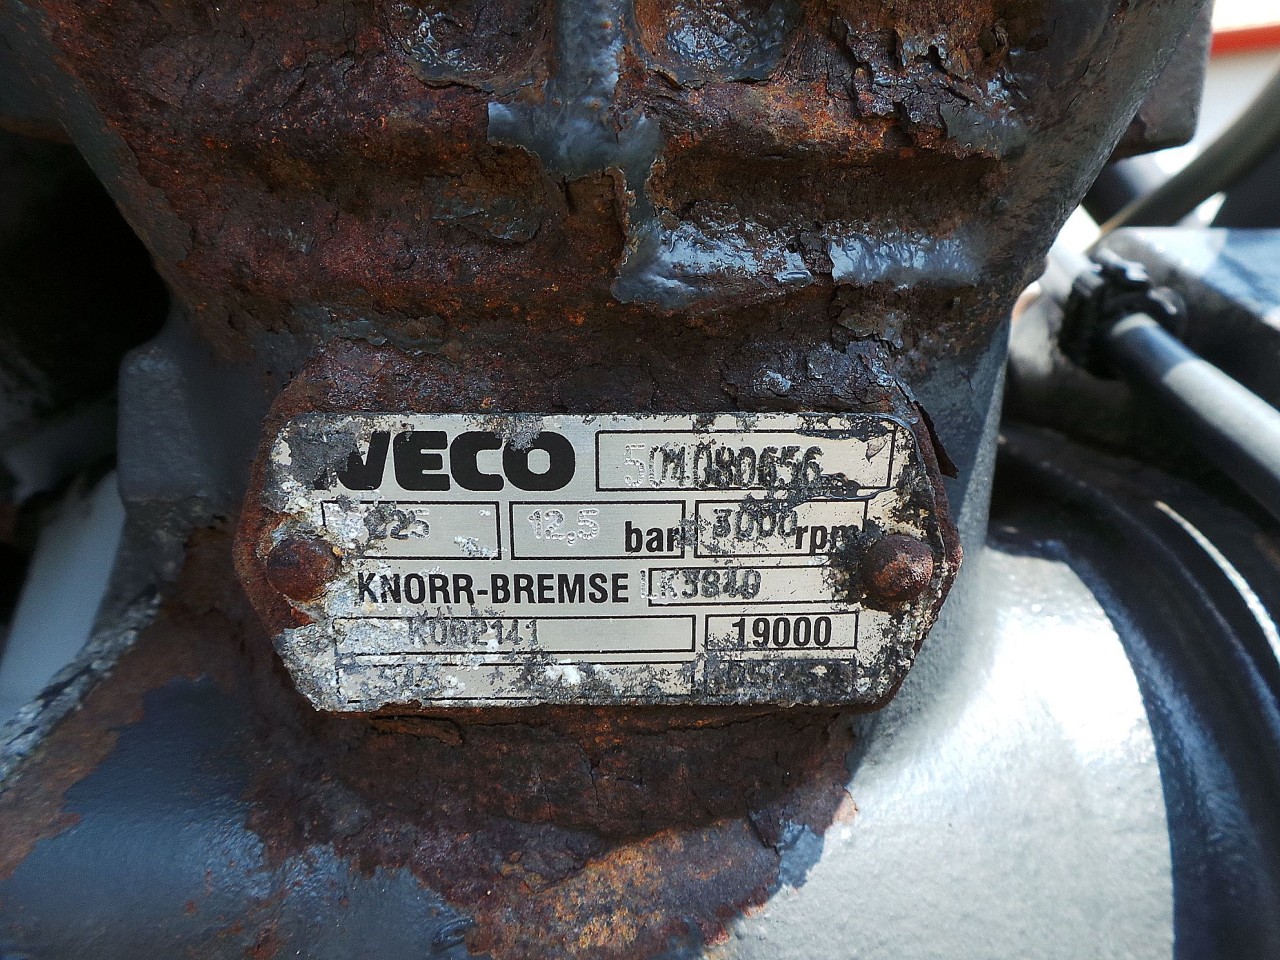 IVECO 504080656
225 12,5 bar 3000 rpm
KNORR-BREMSE LK3840
K002141 19000